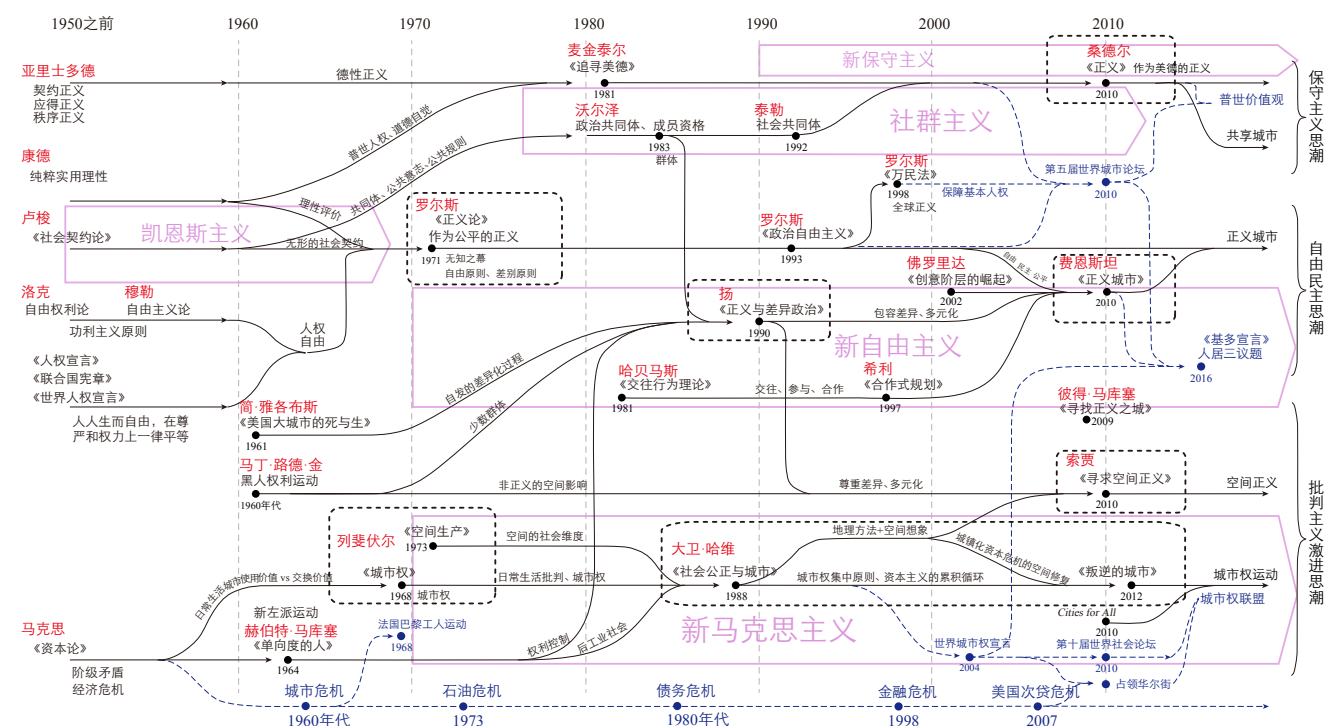 1950之前
1960
1970
1980
1990
2000
2010
亚里士多德
契约正义
应得正义
秩序正义
德性正义
麦金泰尔
《追寻美德》
1981
新保守主义
桑德尔
《正义》
作为美德的正义
2010
普世价值观
共享城市
保守主义思潮
沃尔泽
政治共同体、成员资格
1983
群体
泰勒
社会共同体
1992
社群主义
普世人权、道德自觉
共同体、公共意志、公共规则
康德
纯粹实用理性
理性评价
罗尔斯
《万民法》
1998
全球正义
保障基本人权
第五届世界城市论坛
2010
卢梭
《社会契约论》
凯恩斯主义
无形的社会契约
罗尔斯
《正义论》
作为公平的正义
1971
无知之幕
自由原则、差别原则
罗尔斯
《政治自由主义》
1993
正义城市
自由民主思潮
自由 民主 公平
洛克
自由权利论
穆勒
自由主义论
功利主义原则
人权
自由
《人权宣言》
《联合国宪章》
《世界人权宣言》
人人生而自由，在尊
严和权力上一律平等
扬
《正义与差异政治》
1990
包容差异、多元化
佛罗里达
《创意阶层的崛起》
2002
费恩斯坦
《正义城市》
2010
新自由主义
《基多宣言》
人居三议题
2016
自发的差异化过程
少数群体
哈贝马斯
《交往行为理论》
1981
交往、参与、合作
希利
《合作式规划》
1997
简·雅各布斯
《美国大城市的死与生》
1961
彼得·马库塞
《寻找正义之城》
2009
马丁·路德·金
黑人权利运动
1960年代
非正义的空间影响
尊重差异、多元化
索贾
《寻求空间正义》
2010
空间正义
批判主义激进思潮
列斐伏尔
《空间生产》
1973
空间的社会维度
《城市权》
1968
城市权
日常生活批判、城市权
日常生活
城市使用价值 vs 交换价值
大卫·哈维
《社会公正与城市》
1988
地理方法+空间想象
城镇化资本危机的空间修复
城市权集中原则、资本主义的累积循环
《叛逆的城市》
2012
城市权运动
城市权联盟
Cities for All
2010
马克思
《资本论》
阶级矛盾
经济危机
新左派运动
赫伯特·马库塞
《单向度的人》
1964
法国巴黎工人运动
1968
权利控制
后工业社会
新马克思主义
世界城市权宣言
2004
第十届世界社会论坛
2010
占领华尔街
城市危机
1960年代
石油危机
1973
债务危机
1980年代
金融危机
1998
美国次贷危机
2007